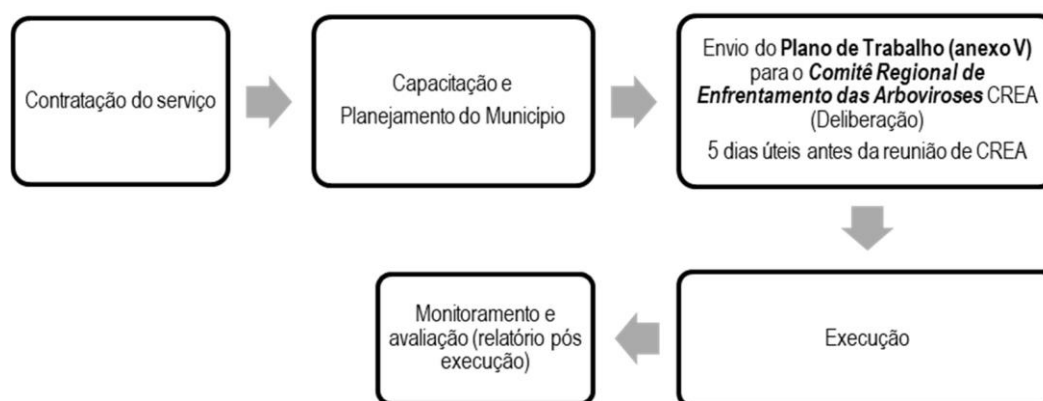 Contratação do serviço
Capacitação e
Planejamento do Município
Envio do Plano de Trabalho (anexo V)
para o Comitê Regional de
Enfrentamento das Arboviroses CREA
(Deliberação)
5 dias úteis antes da reunião de CREA
Execução
Monitoramento e
avaliação (relatório pós
execução)